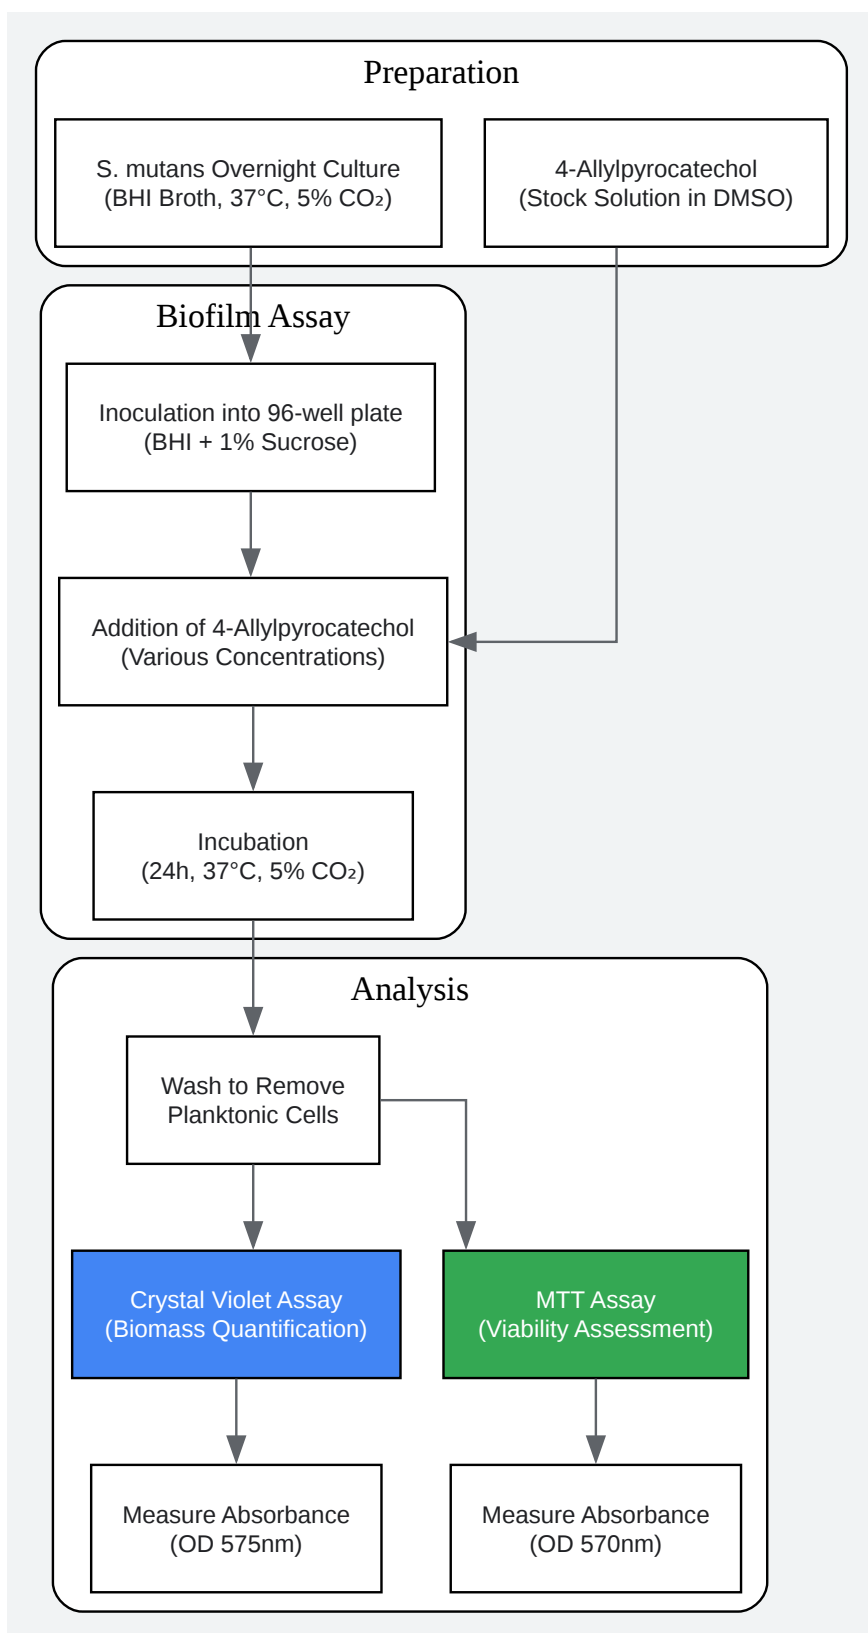 Preparation
S. mutans Overnight Culture
(BHI Broth, 37°C, 5% CO₂)
4-Allylpyrocatechol
(Stock Solution in DMSO)
Biofilm Assay
Inoculation into 96-well plate
(BHI + 1% Sucrose)
Addition of 4-Allylpyrocatechol
(Various Concentrations)
Incubation
(24h, 37°C, 5% CO₂)
Analysis
Wash to Remove
Planktonic Cells
Crystal Violet Assay
(Biomass Quantification)
MTT Assay
(Viability Assessment)
Measure Absorbance
(OD 575nm)
Measure Absorbance
(OD 570nm)